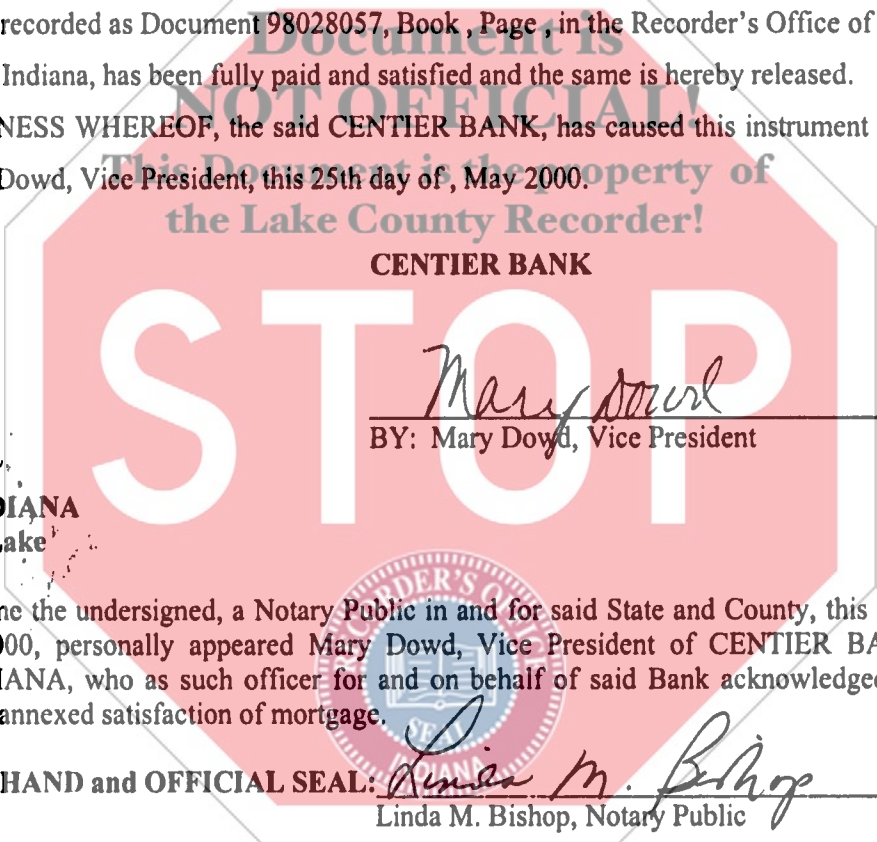 recorded as Document 98028057, Book , Page , in the Recorder's Office of
Document is
Indiana, has been fully paid and satisfied and the same is hereby released.
NOT OFFICIAL!
NESS WHEREOF, the said CENTIER BANK, has caused this instrument
This Document is the property of
Dowd, Vice President, this 25th day of , May 2000.
the Lake County Recorder!
CENTIER BANK
STOP
Mary Dowd
BY: Mary Dowd, Vice President
DIANA
Lake
RECORDER'S OFFICE
ne the undersigned, a Notary Public in and for said State and County, this
000, personally appeared Mary Dowd, Vice President of CENTIER BA
IANA, who as such officer for and on behalf of said Bank acknowledged
annexed satisfaction of mortgage.
SEAL
INDIANA
HAND and OFFICIAL SEAL: Linda M. Bishop
Linda M. Bishop, Notary Public